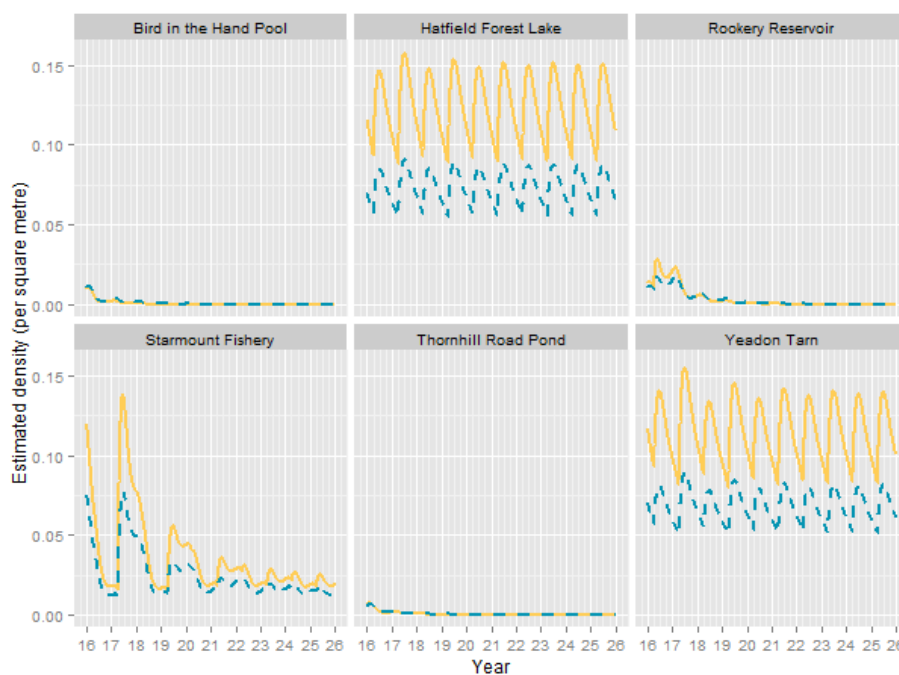 Bird in the Hand Pool
Hatfield Forest Lake
Rookery Reservoir
0.15
0.10
0.05
0.00
Starmount Fishery
Thornhill Road Pond
Yeadon Tarn
0.15
0.10
0.05
0.00
16 17 18 19 20 21 22 23 24 25 26
16 17 18 19 20 21 22 23 24 25 26
16 17 18 19 20 21 22 23 24 25 26
Year
Estimated density (per square metre)